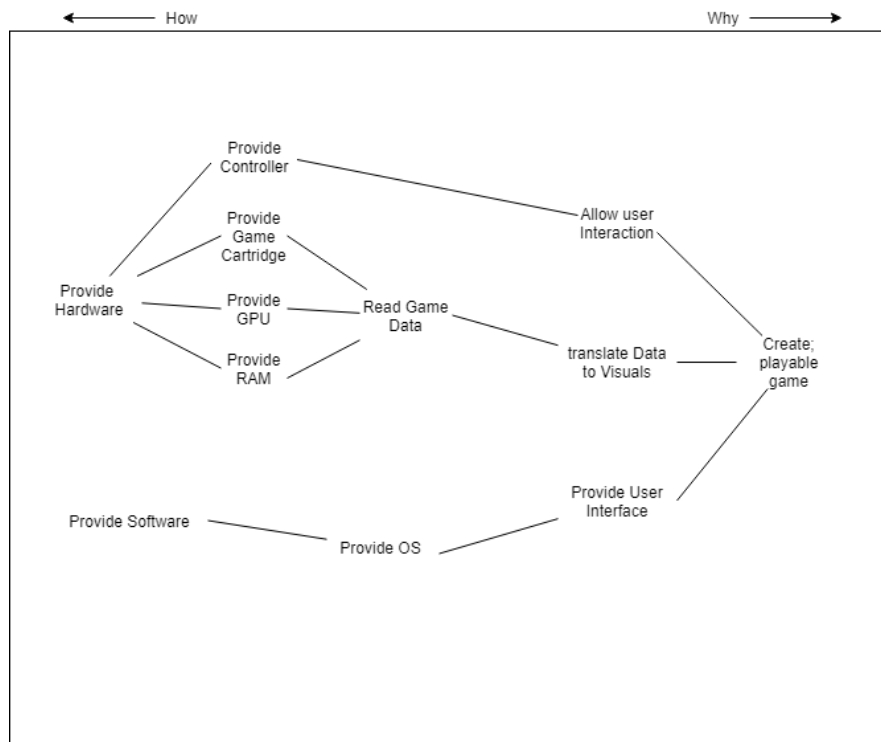 How
Why
Provide
Controller
Provide
Game
Cartridge
Allow user
Interaction
Provide
Hardware
Provide
GPU
Read Game
Data
Provide
RAM
translate Data
to Visuals
Create;
playable
game
Provide User
Interface
Provide Software
Provide OS